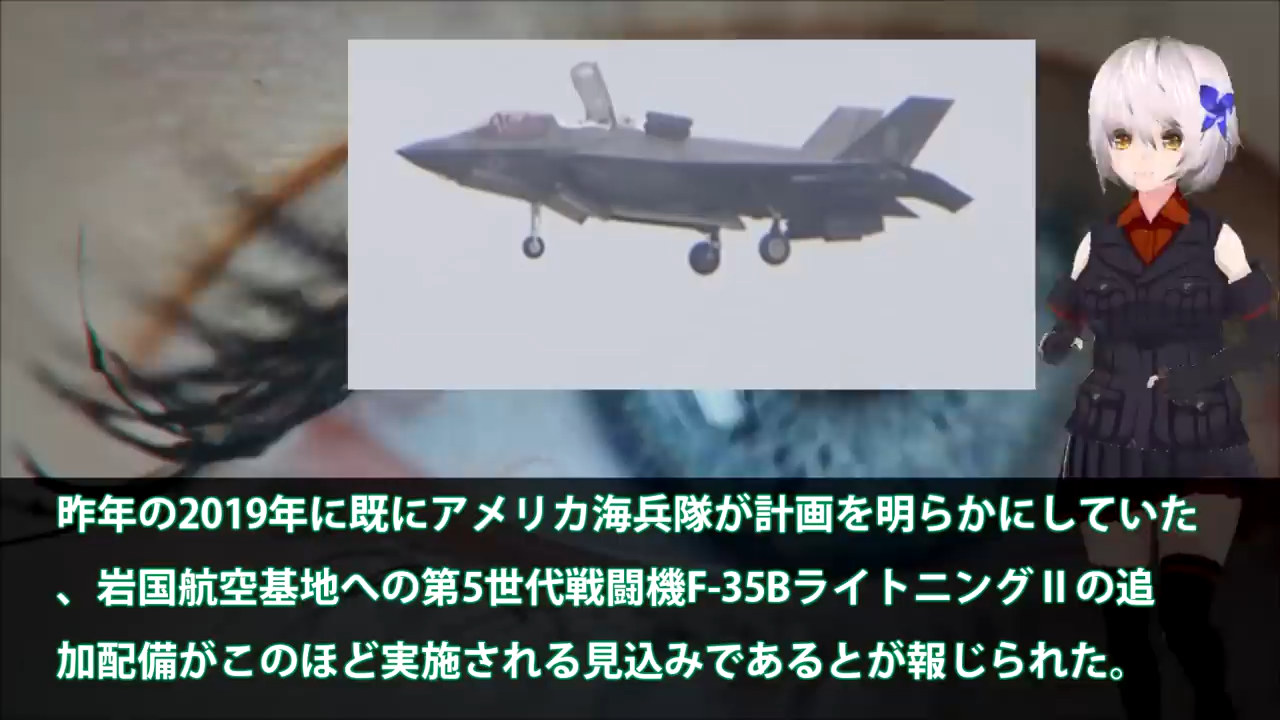 昨年の2019年に既にアメリカ海兵隊が計画を明らかにしていた
、岩国航空基地への第5世代戦闘機F-35BライトニングⅡの追
加配備がこのほど実施される見込みであるとが報じられた。